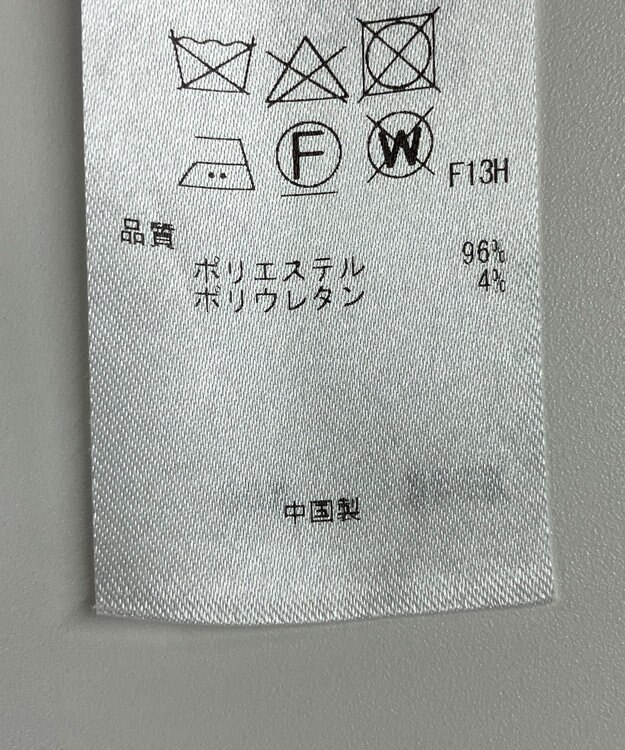 F W F13H
品質
ポリエステル 96%
ポリウレタン 4%
中国製